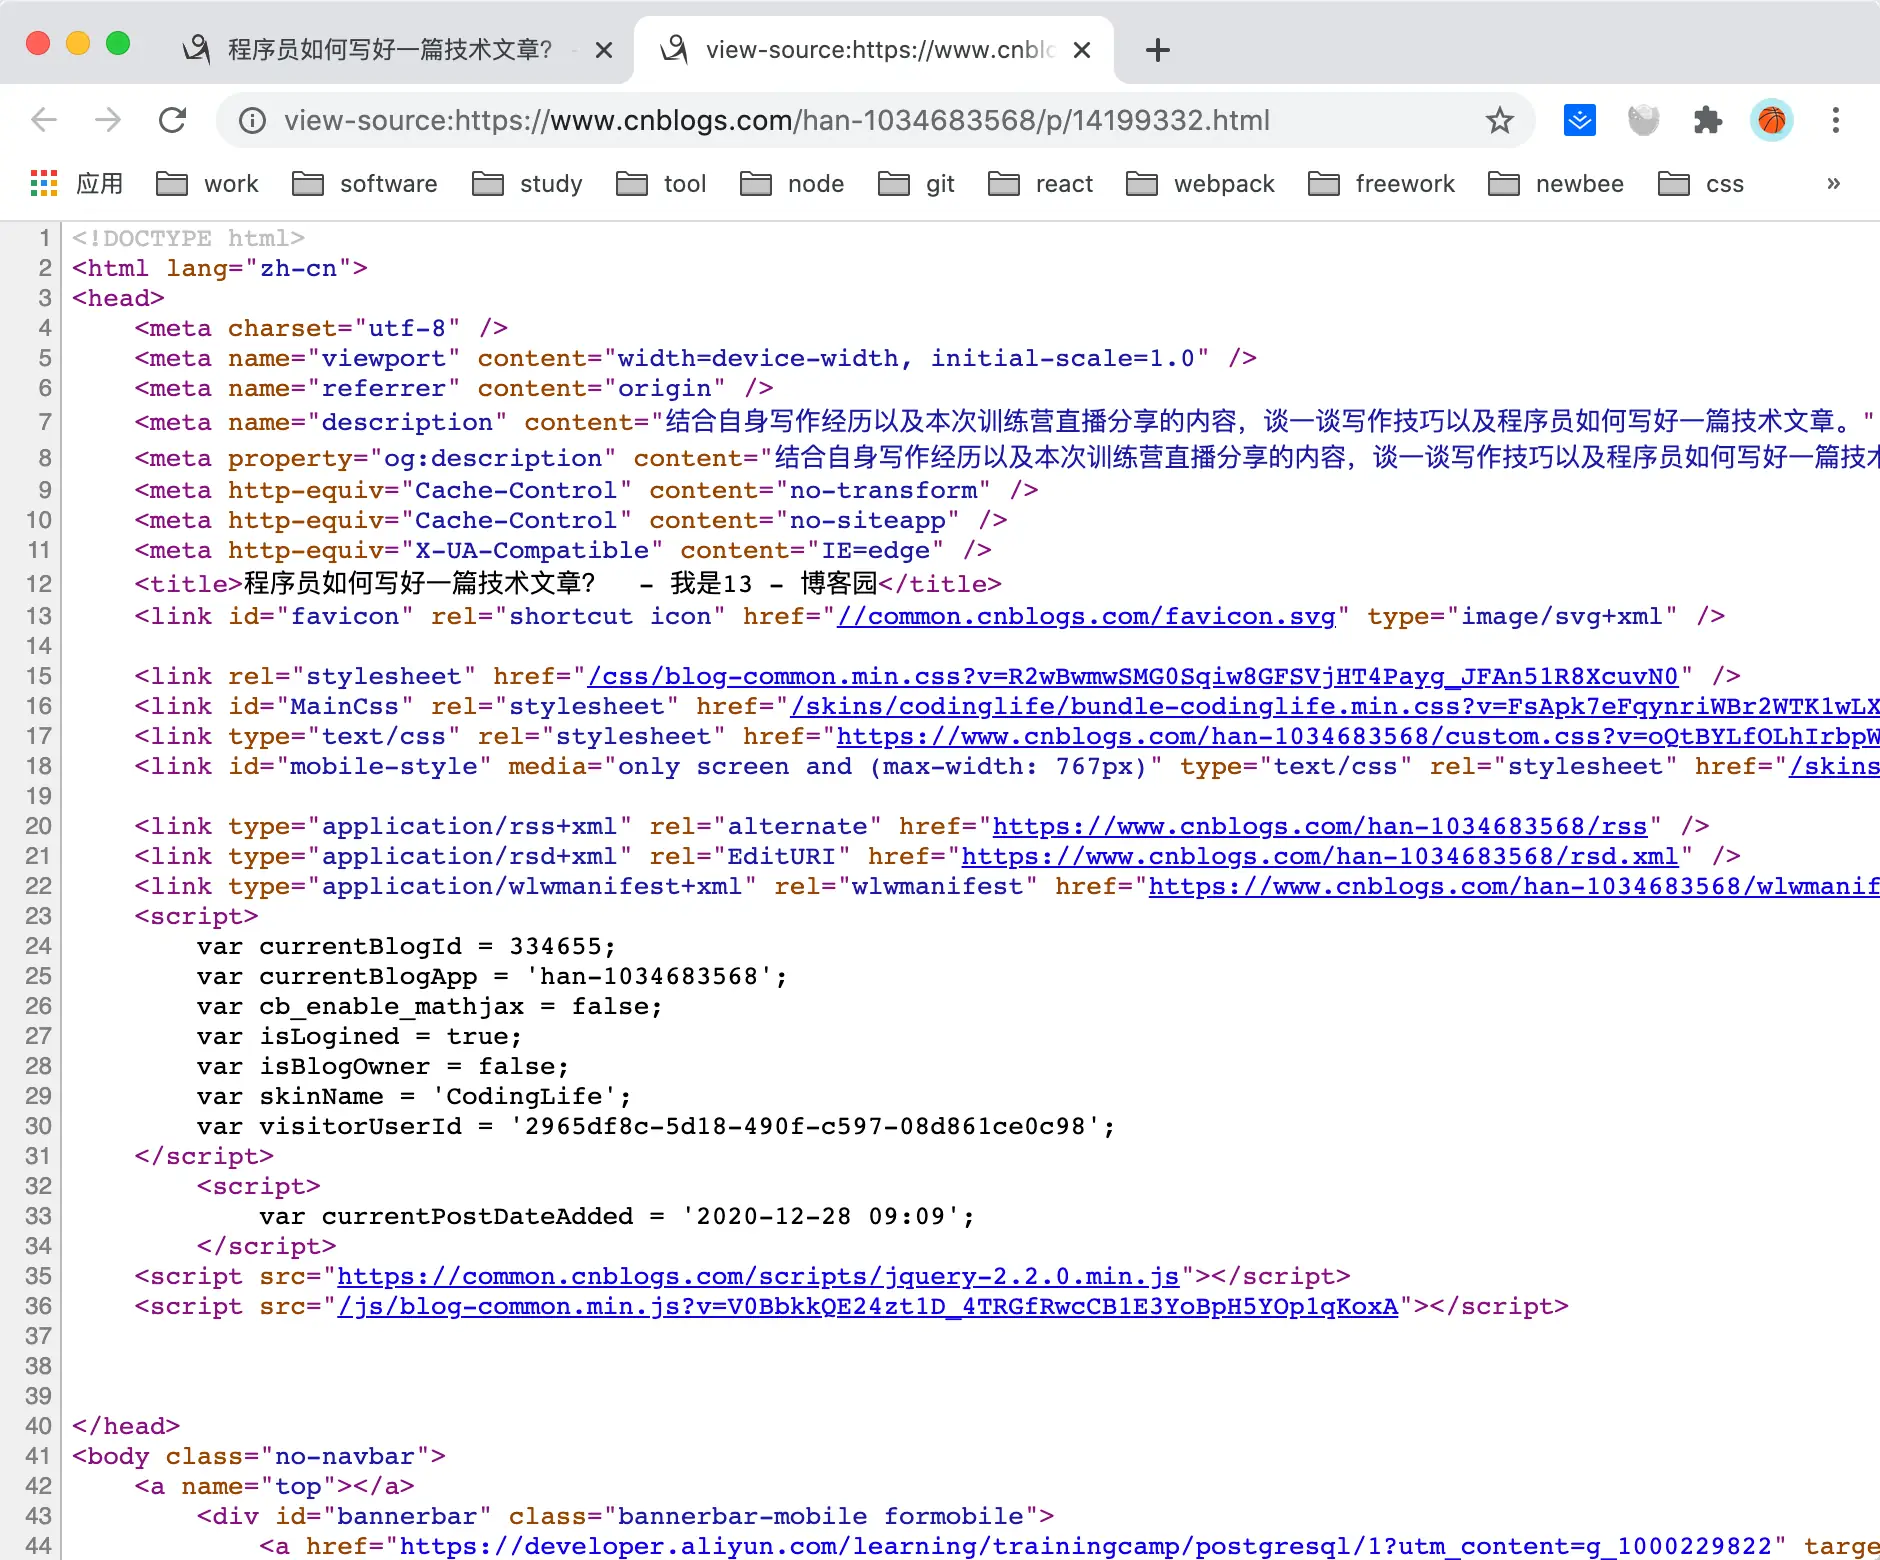 程序员如何写好一篇技术文章? -
view-source:https://www.cnblo
view-source:https://www.cnblogs.com/han-1034683568/p/14199332.html
应用 work software study tool node git react webpack freework newbee css »
1 <!DOCTYPE html>
2 <html lang="zh-cn">
3 <head>
4 <meta charset="utf-8" />
5 <meta name="viewport" content="width=device-width, initial-scale=1.0" />
6 <meta name="referrer" content="origin" />
7 <meta name="description" content="结合自身写作经历以及本次训练营直播分享的内容，谈一谈写作技巧以及程序员如何写好一篇技术文章。"
8 <meta property="og:description" content="结合自身写作经历以及本次训练营直播分享的内容，谈一谈写作技巧以及程序员如何写好一篇技术
9 <meta http-equiv="Cache-Control" content="no-transform" />
10 <meta http-equiv="Cache-Control" content="no-siteapp" />
11 <meta http-equiv="X-UA-Compatible" content="IE=edge" />
12 <title>程序员如何写好一篇技术文章？ - 我是13 - 博客园</title>
13 <link id="favicon" rel="shortcut icon" href="//common.cnblogs.com/favicon.svg" type="image/svg+xml" />
14
15 <link rel="stylesheet" href="/css/blog-common.min.css?v=R2wBwmwSMG0Sqiw8GFSVjHT4Payg_JFAn51R8XcuvN0" />
16 <link id="MainCss" rel="stylesheet" href="/skins/codinglife/bundle-codinglife.min.css?v=FsApk7eFqynriWBr2WTK1wLX
17 <link type="text/css" rel="stylesheet" href="https://www.cnblogs.com/han-1034683568/custom.css?v=oQtBYLfOLhIrbpW
18 <link id="mobile-style" media="only screen and (max-width: 767px)" type="text/css" rel="stylesheet" href="/skins
19
20 <link type="application/rss+xml" rel="alternate" href="https://www.cnblogs.com/han-1034683568/rss" />
21 <link type="application/rsd+xml" rel="EditURI" href="https://www.cnblogs.com/han-1034683568/rsd.xml" />
22 <link type="application/wlwmanifest+xml" rel="wlwmanifest" href="https://www.cnblogs.com/han-1034683568/wlwmanif
23 <script>
24 var currentBlogId = 334655;
25 var currentBlogApp = 'han-1034683568';
26 var cb_enable_mathjax = false;
27 var isLogined = true;
28 var isBlogOwner = false;
29 var skinName = 'CodingLife';
30 var visitorUserId = '2965df8c-5d18-490f-c597-08d861ce0c98';
31 </script>
32 <script>
33 var currentPostDateAdded = '2020-12-28 09:09';
34 </script>
35 <script src="https://common.cnblogs.com/scripts/jquery-2.2.0.min.js"></script>
36 <script src="/js/blog-common.min.js?v=V0BbkkQE24zt1D_4TRGfRwcCB1E3YoBpH5YOp1qKoxA"></script>
37
38
39
40 </head>
41 <body class="no-navbar">
42 <a name="top"></a>
43 <div id="bannerbar" class="bannerbar-mobile formobile">
44 <a href="https://developer.aliyun.com/learning/trainingcamp/postgresql/1?utm_content=g_1000229822" targe